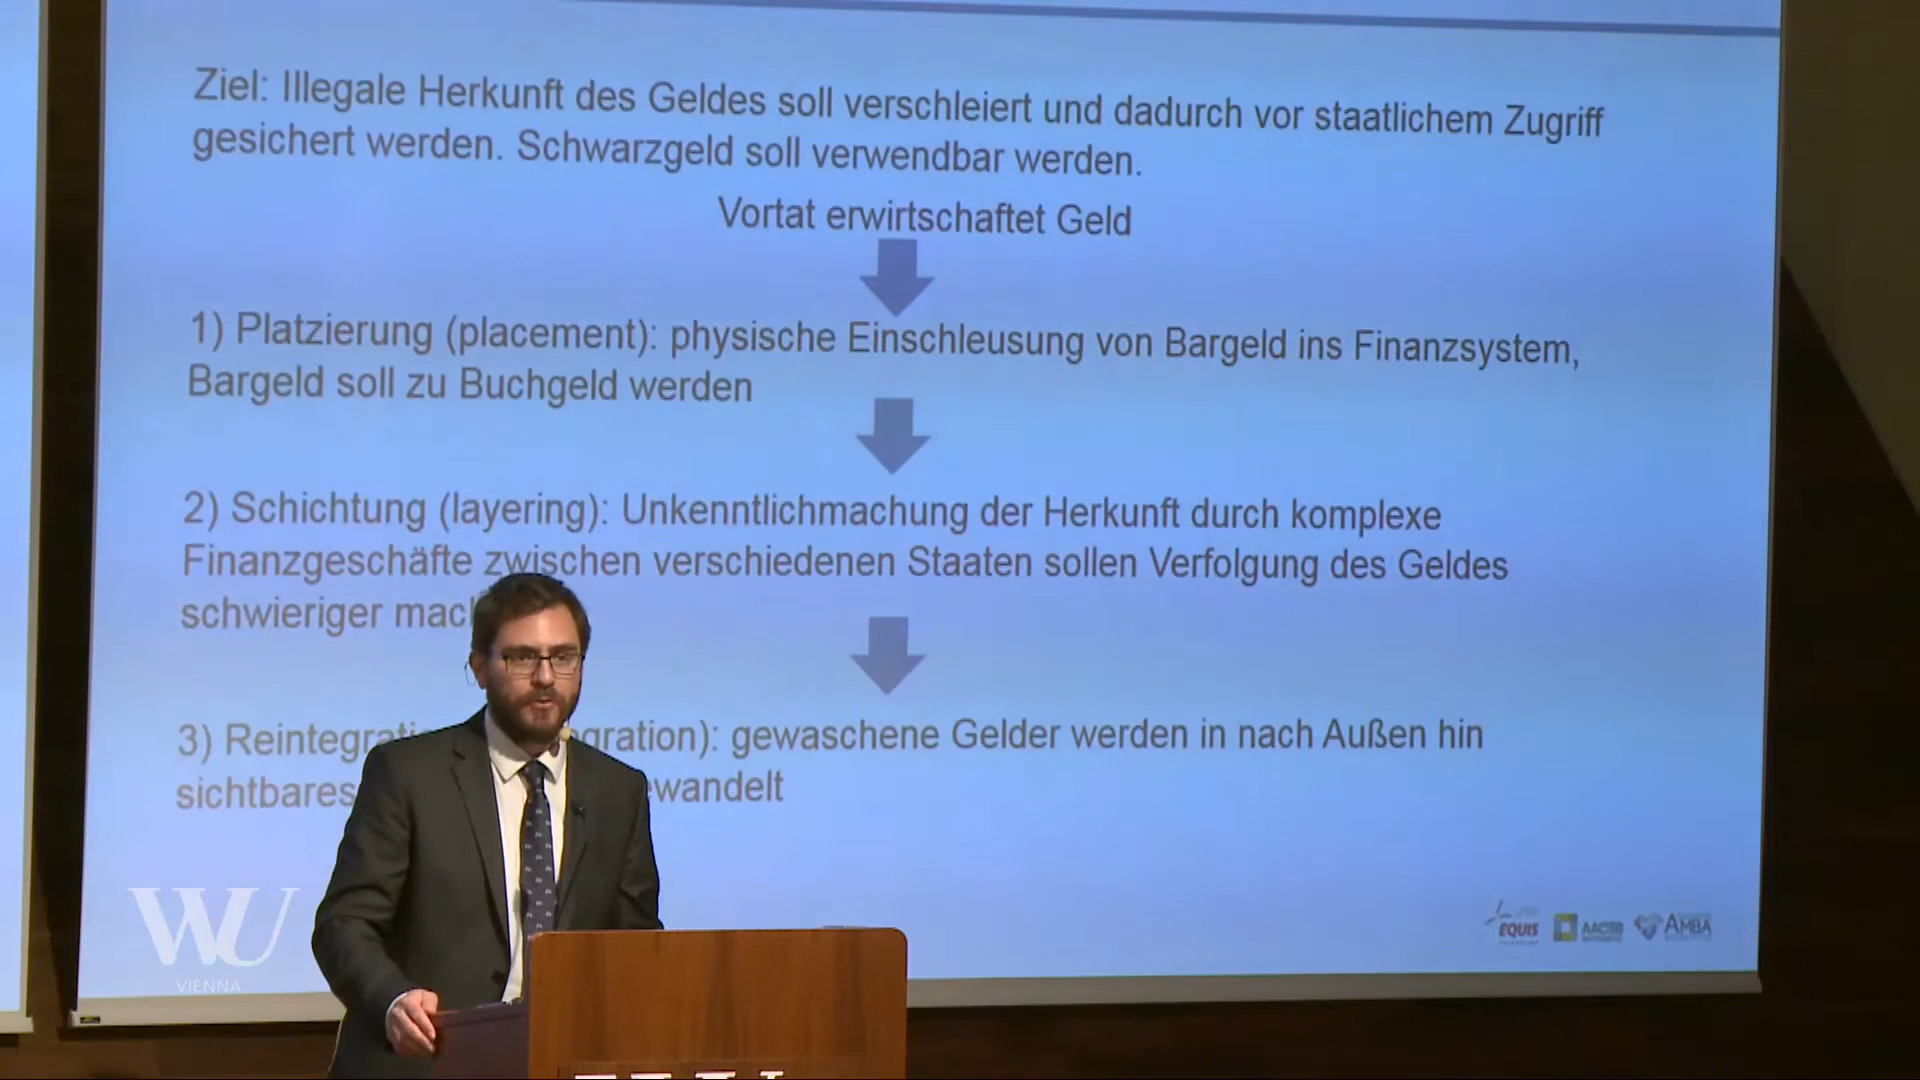 Ziel: Illegale Herkunft des Geldes soll verschleiert und dadurch vor staatlichem Zugriff
gesichert werden. Schwarzgeld soll verwendbar werden.
Vortat erwirtschaftet Geld
1) Platzierung (placement): physische Einschleusung von Bargeld ins Finanzsystem,
Bargeld soll zu Buchgeld werden
2) Schichtung (layering): Unkenntlichmachung der Herkunft durch komplexe
Finanzgeschäfte zwischen verschiedenen Staaten sollen Verfolgung des Geldes
schwieriger
3) gewaschene Gelder werden in nach Außen hin
sichtbares
WU
VIENNA
EQUIS
AACSB
AMBA